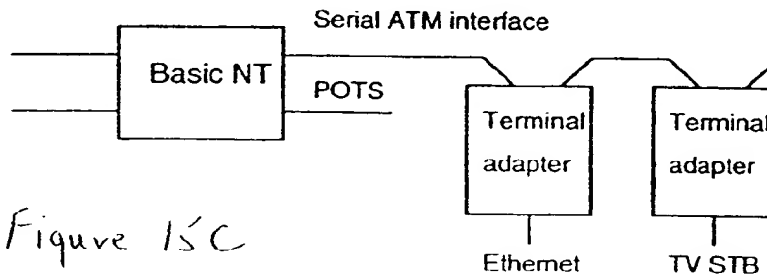 Serial ATM interface
Basic NT
POTS
Terminal
adapter
Terminal
adapter
Figure 15C
Ethernet
TV STB